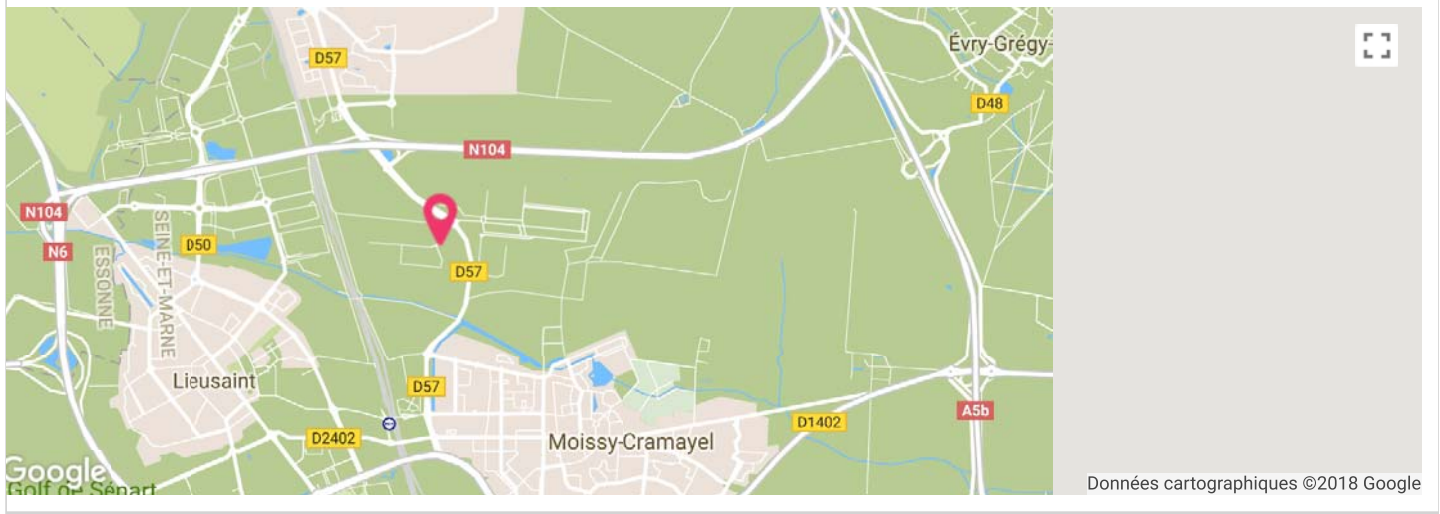 D57
Évry-Grégy-
D48
N104
N104
D50
N6
SEINE-ET-MARNE
ESSONNE
D57
Lieusaint
D57
A5b
D1402
D2402
Moissy-Cramayel
Google
Golf de Sénart
Données cartographiques ©2018 Google